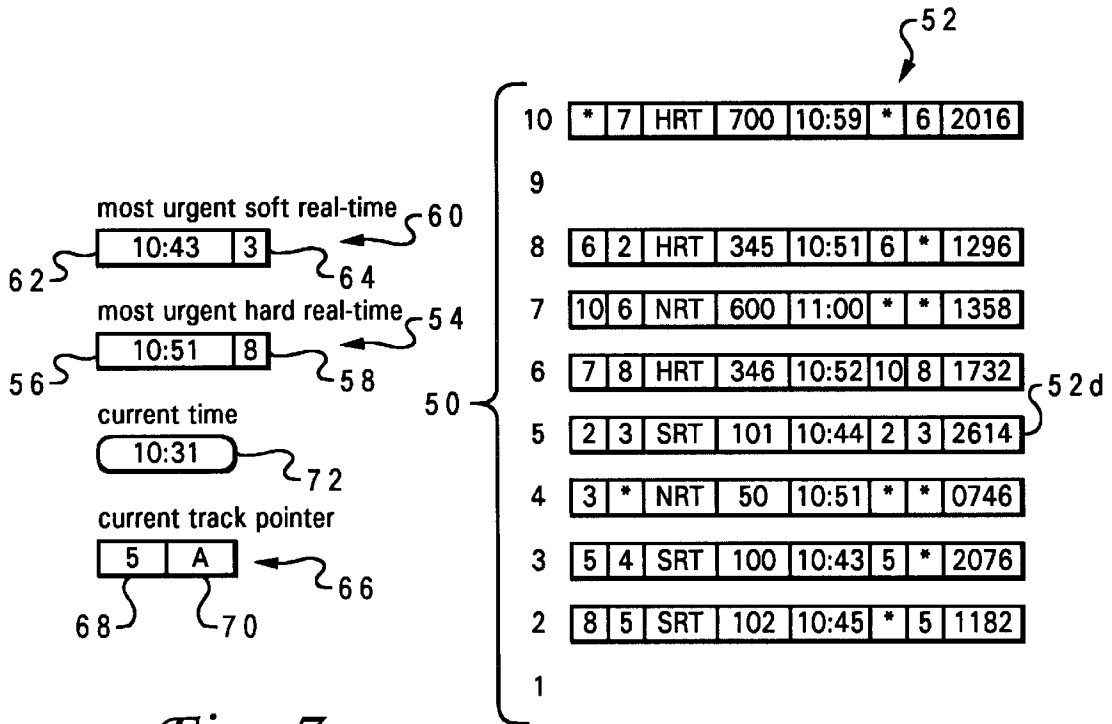 52
10 * 7 HRT 700 10:59 * 6 2016
9
most urgent soft real-time 60
10:43 3
62 64
8 6 2 HRT 345 10:51 6 * 1296
most urgent hard real-time 54
10:51 8
56 58
7 10 6 NRT 600 11:00 * * 1358
6 7 8 HRT 346 10:52 10 8 1732
50
52d
current time
10:31
72
5 2 3 SRT 101 10:44 2 3 2614
4 3 * NRT 50 10:51 * * 0746
current track pointer
5 A
66
68 70
3 5 4 SRT 100 10:43 5 * 2076
2 8 5 SRT 102 10:45 * 5 1182
1